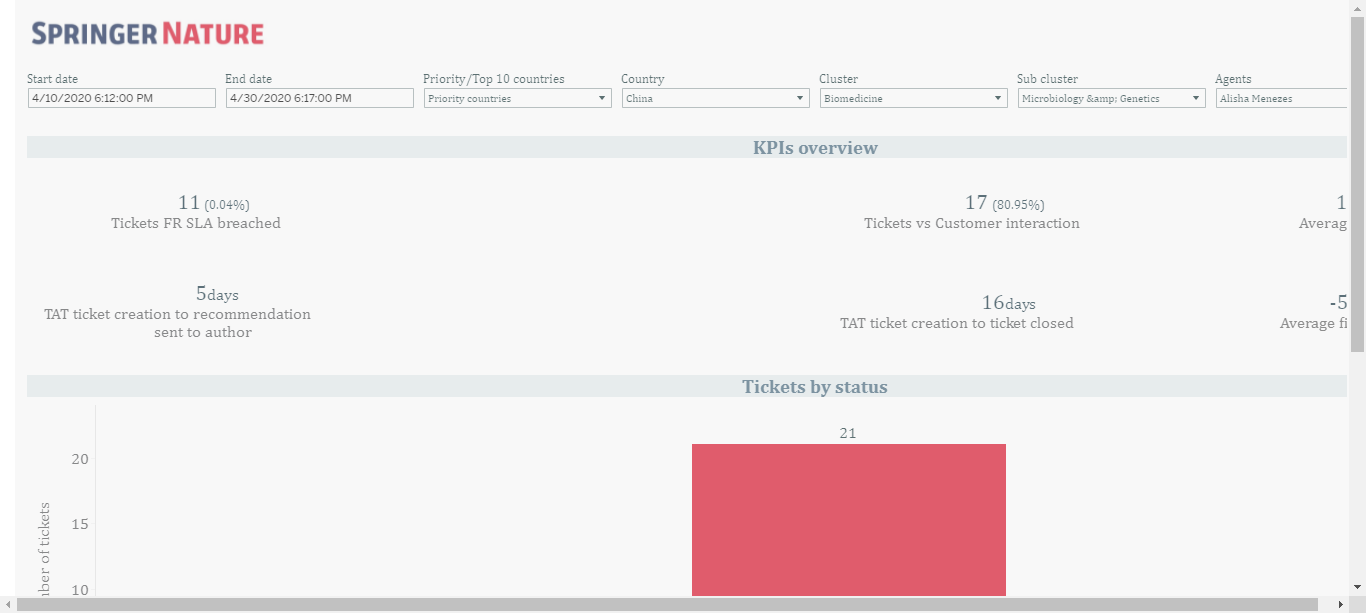 SPRINGER NATURE
Start date
End date
Priority/Top 10 countries
Country
Cluster
Sub cluster
Agents
4/10/2020 6:12:00 PM
4/30/2020 6:17:00 PM
Priority countries
China
Biomedicine
Microbiology &amp; Genetics
Alisha Menezes
KPIs overview
11 (0.04%)
Tickets FR SLA breached
17 (80.95%)
Tickets vs Customer interaction
1
Averag
5days
TAT ticket creation to recommendation
sent to author
16days
TAT ticket creation to ticket closed
-5
Average fi
Tickets by status
21
20
15
10
nber of tickets